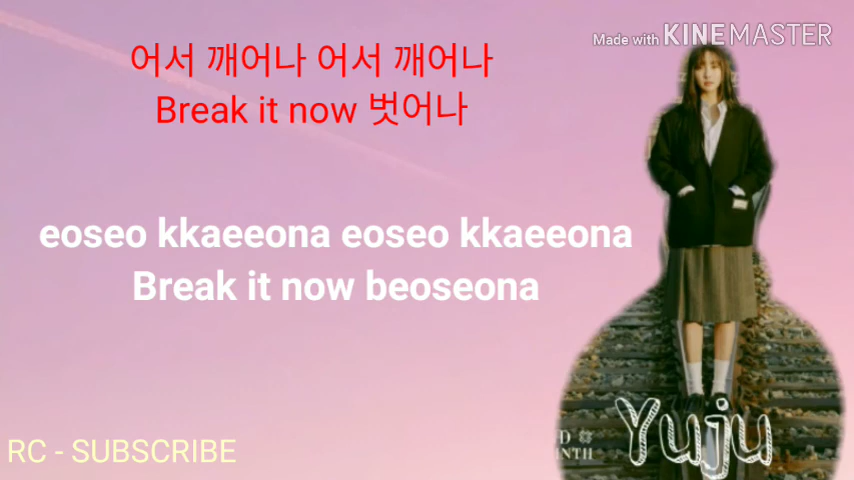 Made with KINEMASTER
어서 깨어나 어서 깨어나
Break it now 벗어나
eoseo kkaeeona eoseo kkaeeona
Break it now beoseona
RC - SUBSCRIBE
Yuju